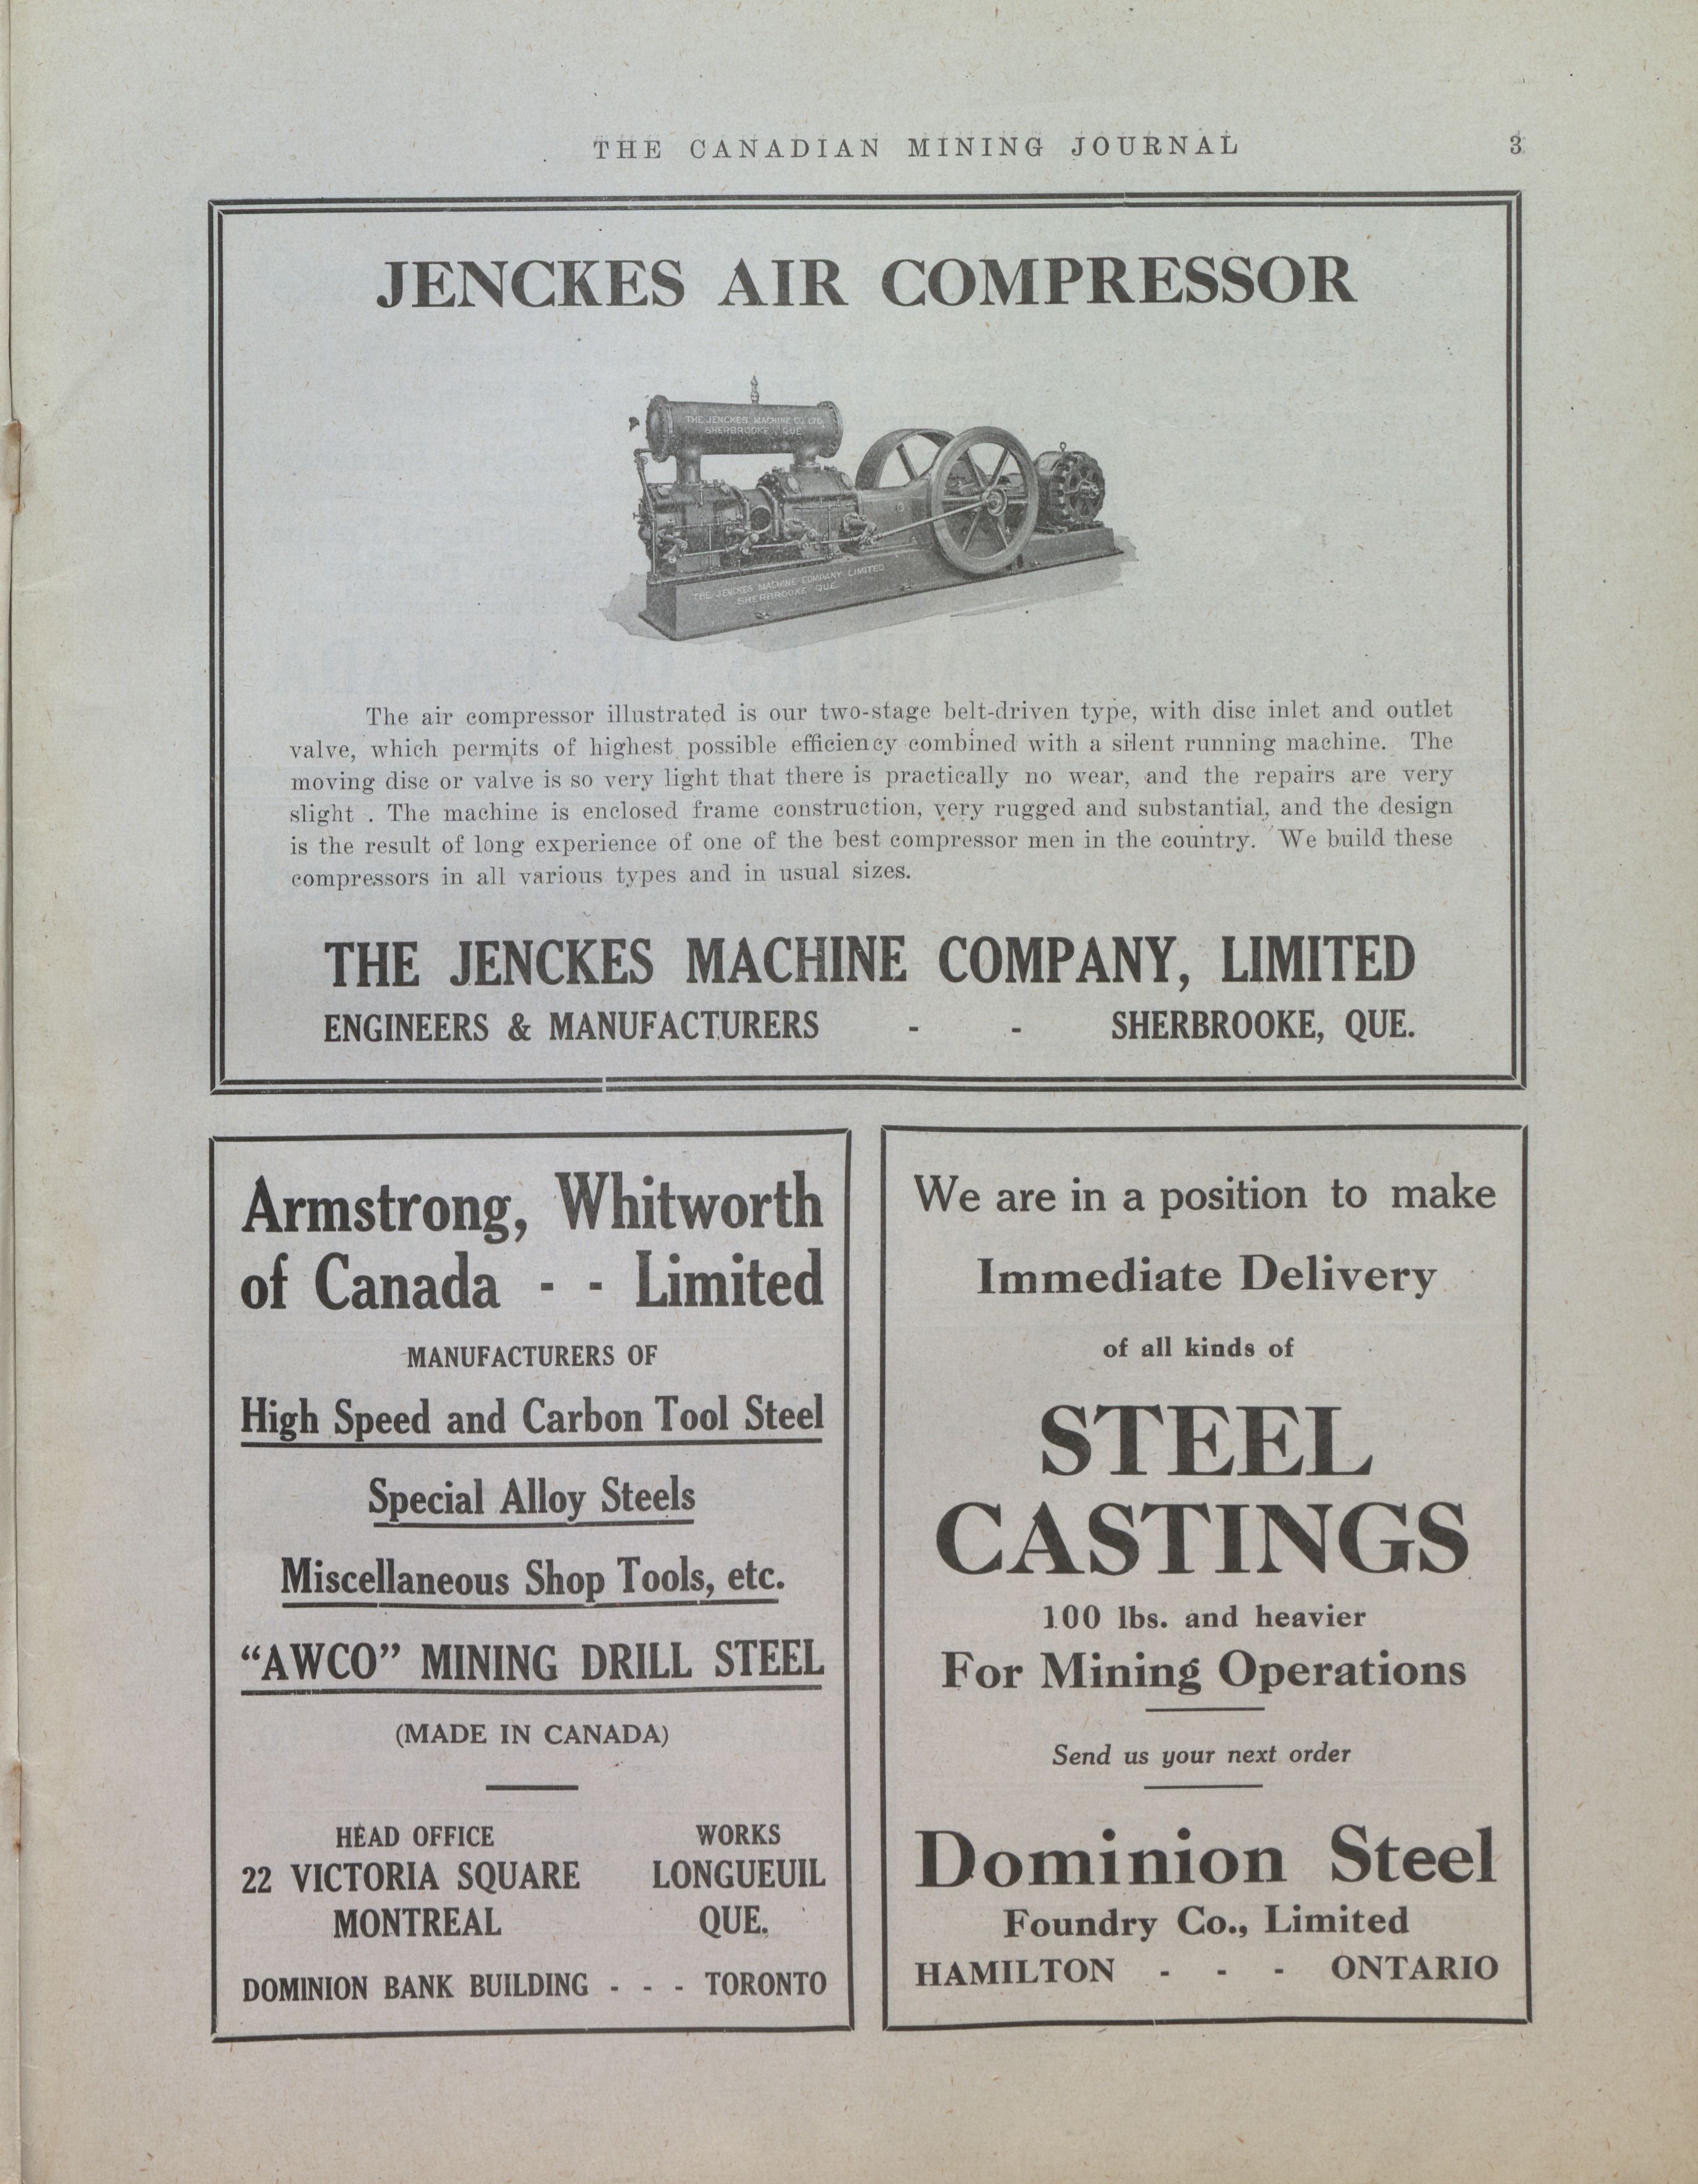 THE CANADIAN MINING JOURNAL 3
JENCKES AIR COMPRESSOR
THE JENCKES MACHINE CO. LTD.
SHERBROOKE, QUE.
THE JENCKES MACHINE COMPANY LIMITED
SHERBROOKE QUE.
The air compressor illustrated is our two-stage belt-driven type, with disc inlet and outlet
valve, which permits of highest possible efficiency combined with a silent running machine. The
moving disc or valve is so very light that there is practically no wear, and the repairs are very
slight . The machine is enclosed frame construction, very rugged and substantial, and the design
is the result of long experience of one of the best compressor men in the country. We build these
compressors in all various types and in usual sizes.
THE JENCKES MACHINE COMPANY, LIMITED
ENGINEERS & MANUFACTURERS - - SHERBROOKE, QUE.
Armstrong, Whitworth
of Canada - - Limited
MANUFACTURERS OF
High Speed and Carbon Tool Steel
Special Alloy Steels
Miscellaneous Shop Tools, etc.
“AWCO” MINING DRILL STEEL
(MADE IN CANADA)
HEAD OFFICE
22 VICTORIA SQUARE
MONTREAL
WORKS
LONGUEUIL
QUE.
DOMINION BANK BUILDING - - - TORONTO
We are in a position to make
Immediate Delivery
of all kinds of
STEEL
CASTINGS
100 lbs. and heavier
For Mining Operations
Send us your next order
Dominion Steel
Foundry Co., Limited
HAMILTON - - - ONTARIO